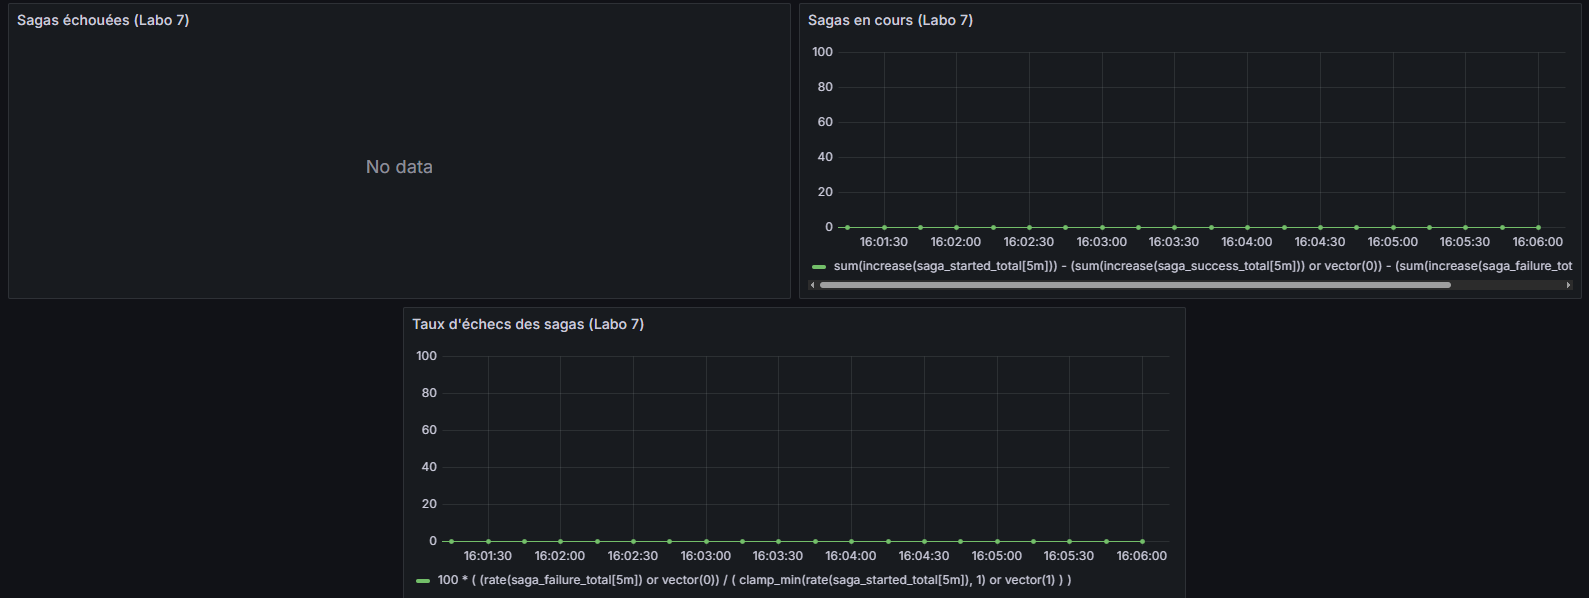 Sagas échouées (Labo 7)
No data
Sagas en cours (Labo 7)
100
80
60
40
20
0
16:01:30 16:02:00 16:02:30 16:03:00 16:03:30 16:04:00 16:04:30 16:05:00 16:05:30 16:06:00
sum(increase(saga_started_total[5m])) - (sum(increase(saga_success_total[5m])) or vector(0)) - (sum(increase(saga_failure_tot
Taux d'échecs des sagas (Labo 7)
100
80
60
40
20
0
16:01:30 16:02:00 16:02:30 16:03:00 16:03:30 16:04:00 16:04:30 16:05:00 16:05:30 16:06:00
100 * ( (rate(saga_failure_total[5m]) or vector(0)) / ( clamp_min(rate(saga_started_total[5m]), 1) or vector(1) ) )